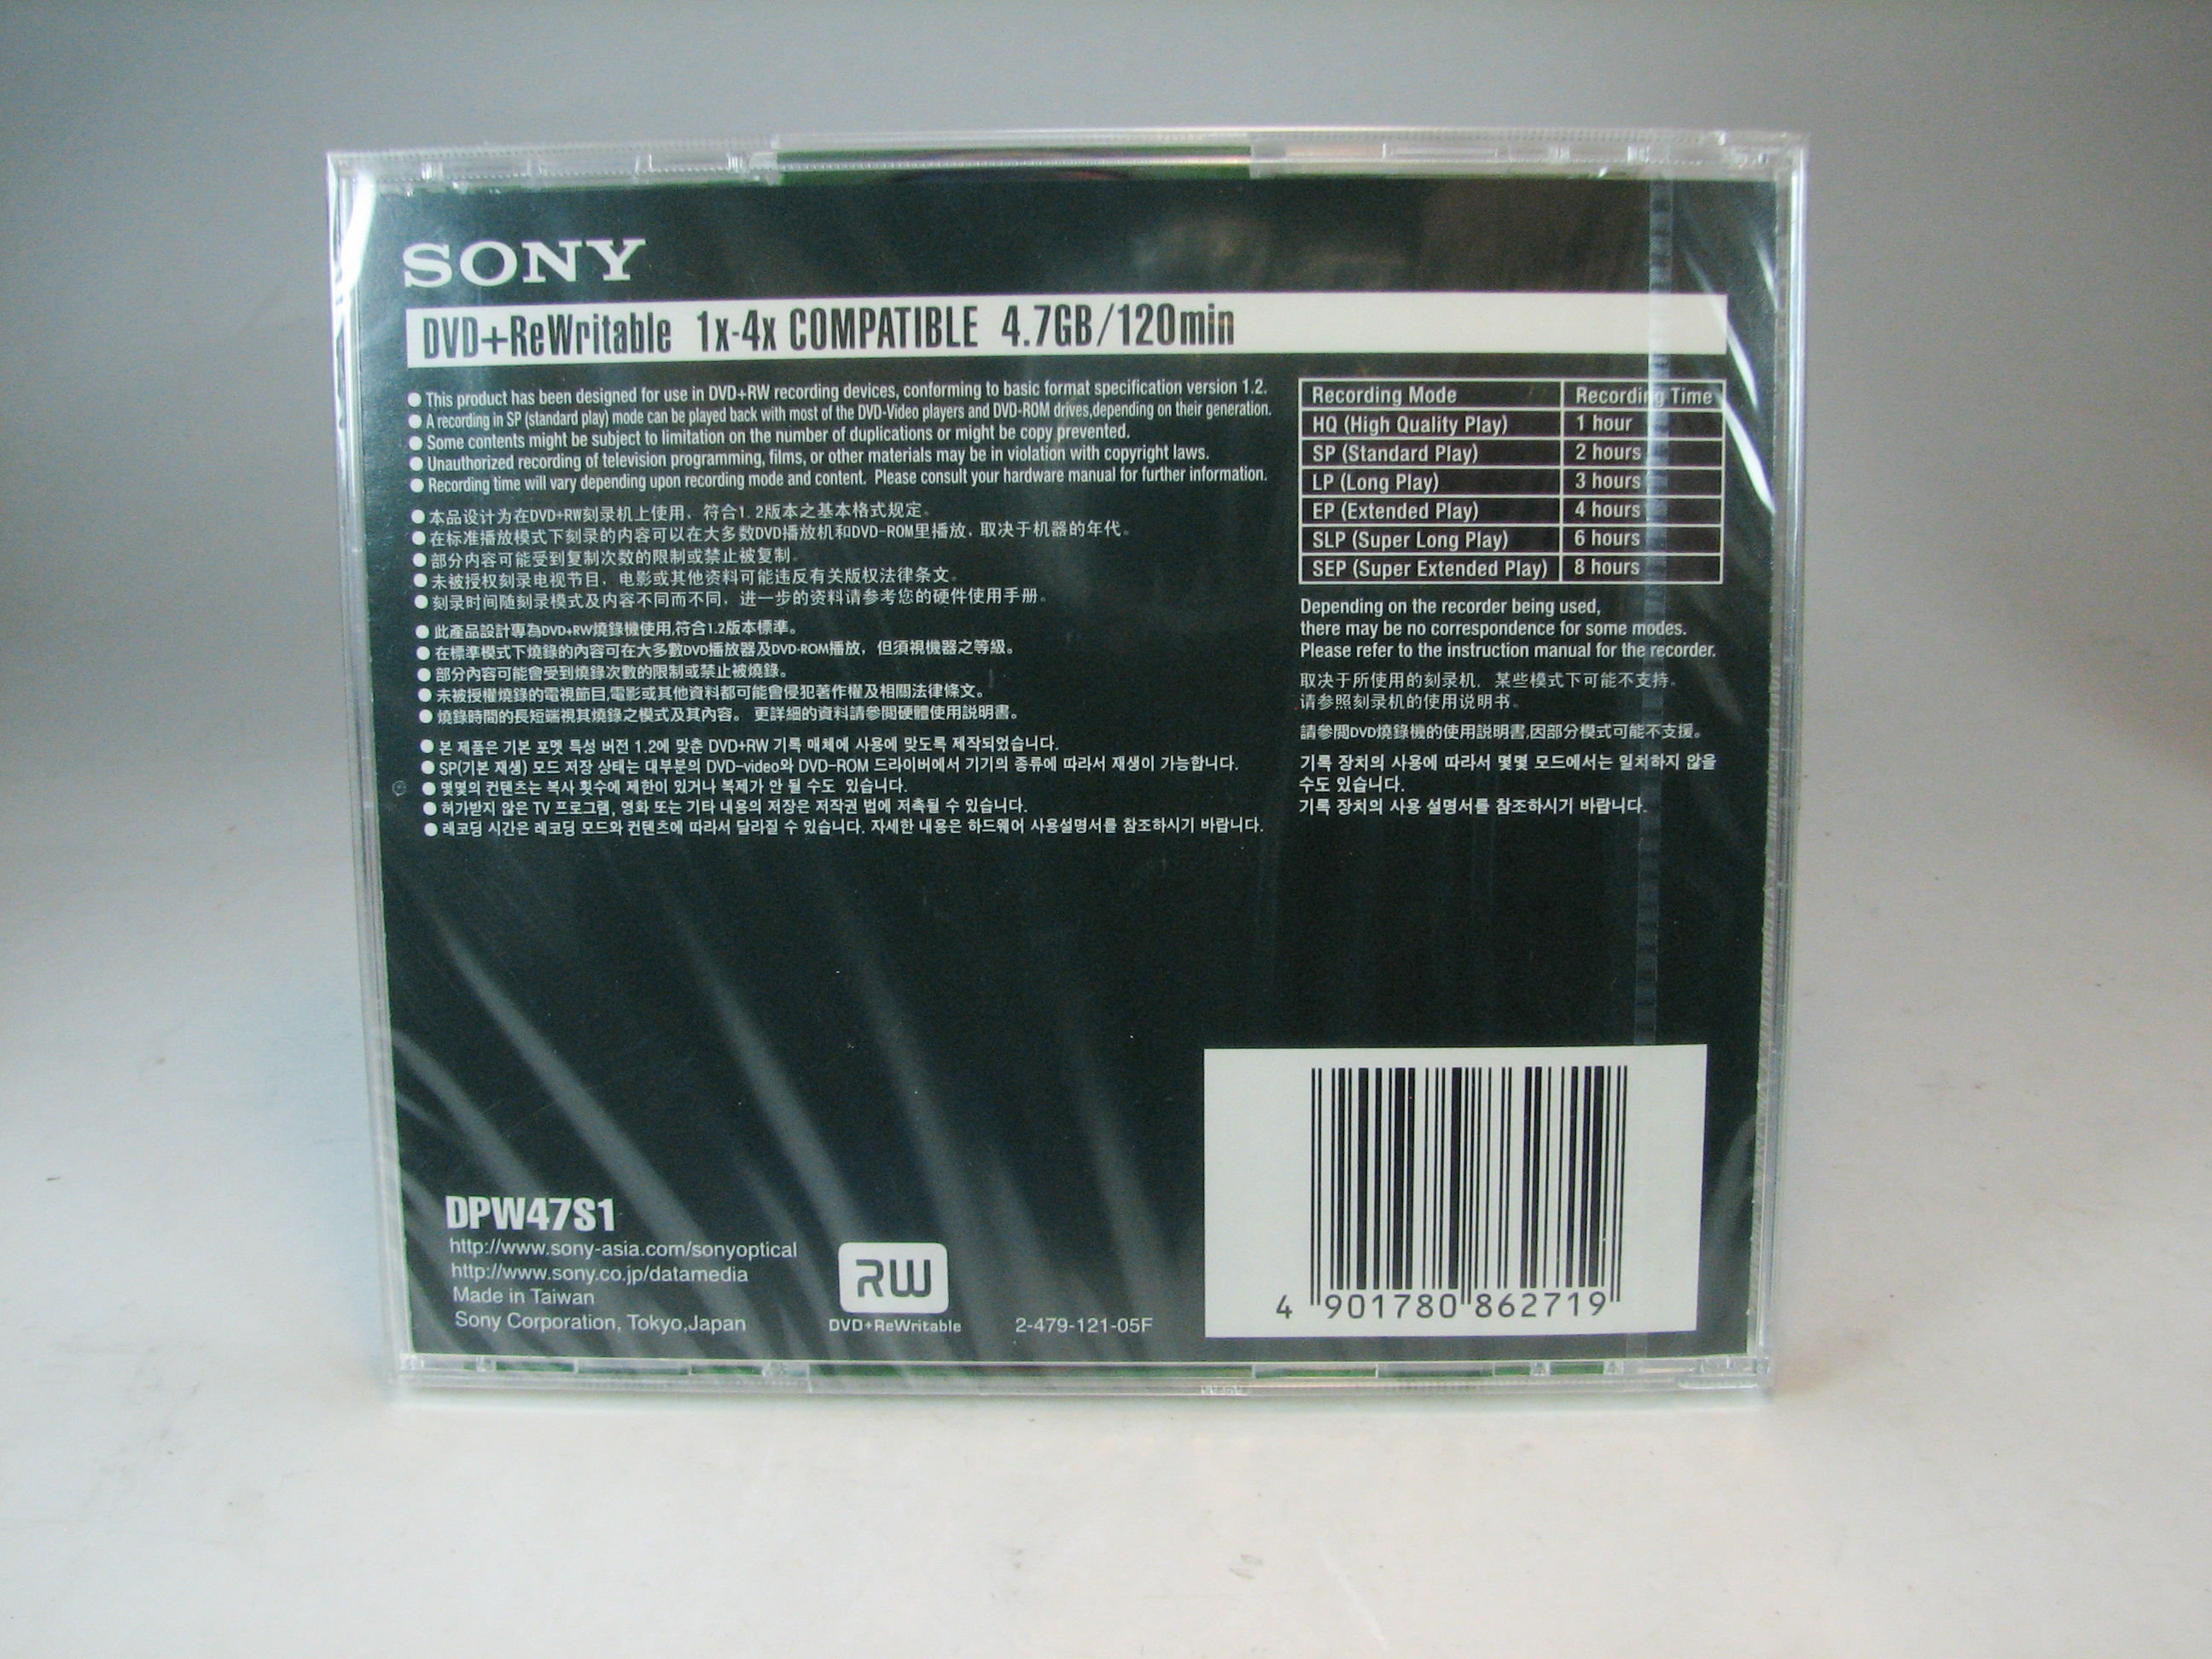 SONY
DVD+ReWritable 1x-4x COMPATIBLE 4.7GB/120min
● This product has been designed for use in DVD+RW recording devices, conforming to basic format specification version 1.2.
● A recording in SP (standard play) mode can be played back with most of the DVD-Video players and DVD-ROM drives,depending on their generation.
● Some contents might be subject to limitation on the number of duplications or might be copy prevented.
● Unauthorized recording of television programming, films, or other materials may be in violation with copyright laws.
● Recording time will vary depending upon recording mode and content. Please consult your hardware manual for further information.
● 本品设计为在DVD+RW刻录机上使用，符合1.2版本之基本格式规定。
● 在标准播放模式下刻录的内容可以在大多数DVD播放机和DVD-ROM里播放，取决于机器的年代。
● 部分内容可能受到复制次数的限制或禁止被复制。
● 未被授权刻录电视节目，电影或其他资料可能违反有关版权法律条文。
● 刻录时间随刻录模式及内容不同而不同，进一步的资料请参考您的硬件使用手册。
● 此產品設計專為DVD+RW燒錄機使用,符合1.2版本標準。
● 在標準模式下燒錄的內容可在大多數DVD播放器及DVD-ROM播放，但須視機器之等級。
● 部分內容可能會受到燒錄次數的限制或禁止被燒錄。
● 未被授權燒錄的電視節目,電影或其他資料都可能會侵犯著作權及相關法律條文。
● 燒錄時間的長短端視其燒錄之模式及其內容。 更詳細的資料請參閱硬體使用説明書。
● 본 제품은 기본 포멧 특성 버전 1.2에 맞춘 DVD+RW 기록 매체에 사용에 맞도록 제작되었습니다.
● SP(기본 재생) 모드 저장 상태는 대부분의 DVD-video와 DVD-ROM 드라이버에서 기기의 종류에 따라서 재생이 가능합니다.
● 몇몇의 컨텐츠는 복사 횟수에 제한이 있거나 복제가 안 될 수도 있습니다.
● 허가받지 않은 TV 프로그램, 영화 또는 기타 내용의 저장은 저작권 법에 저촉될 수 있습니다.
● 레코딩 시간은 레코딩 모드와 컨텐츠에 따라서 달라질 수 있습니다. 자세한 내용은 하드웨어 사용설명서를 참조하시기 바랍니다.
Recording Mode Recording Time
HQ (High Quality Play) 1 hour
SP (Standard Play) 2 hours
LP (Long Play) 3 hours
EP (Extended Play) 4 hours
SLP (Super Long Play) 6 hours
SEP (Super Extended Play) 8 hours
Depending on the recorder being used,
there may be no correspondence for some modes.
Please refer to the instruction manual for the recorder.
取决于所使用的刻录机，某些模式下可能不支持。
请参照刻录机的使用说明书。
請參閱DVD燒錄機的使用説明書,因部分模式可能不支援。
기록 장치의 사용에 따라서 몇몇 모드에서는 일치하지 않을
수도 있습니다.
기록 장치의 사용 설명서를 참조하시기 바랍니다.
DPW47S1
http://www.sony-asia.com/sonyoptical
http://www.sony.co.jp/datamedia
Made in Taiwan
Sony Corporation, Tokyo,Japan
RW
DVD+ReWritable
2-479-121-05F
4 901780 862719